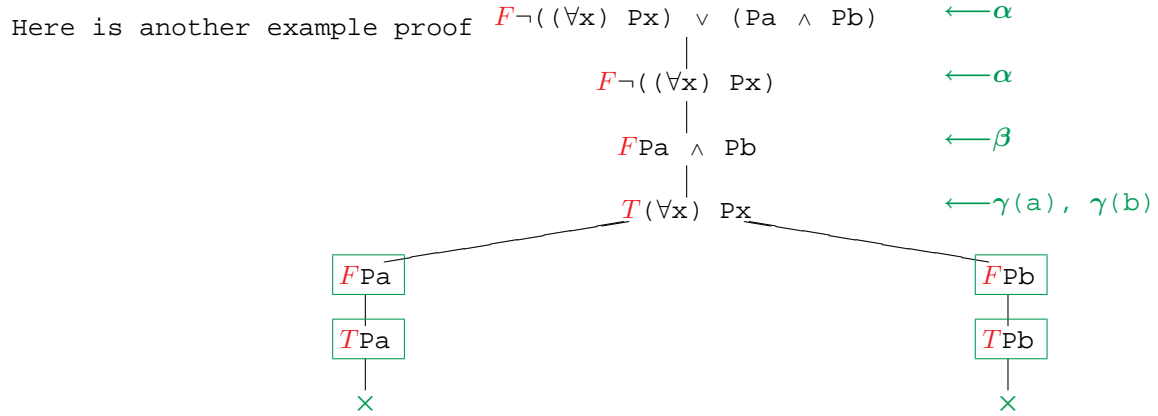 Here is another example proof F¬((∀x) Px) ∨ (Pa ∧ Pb) ⟵α
F¬((∀x) Px) ⟵α
FPa ∧ Pb ⟵β
T(∀x) Px ⟵γ(a), γ(b)
FPa FPb
TPa TPb
× ×